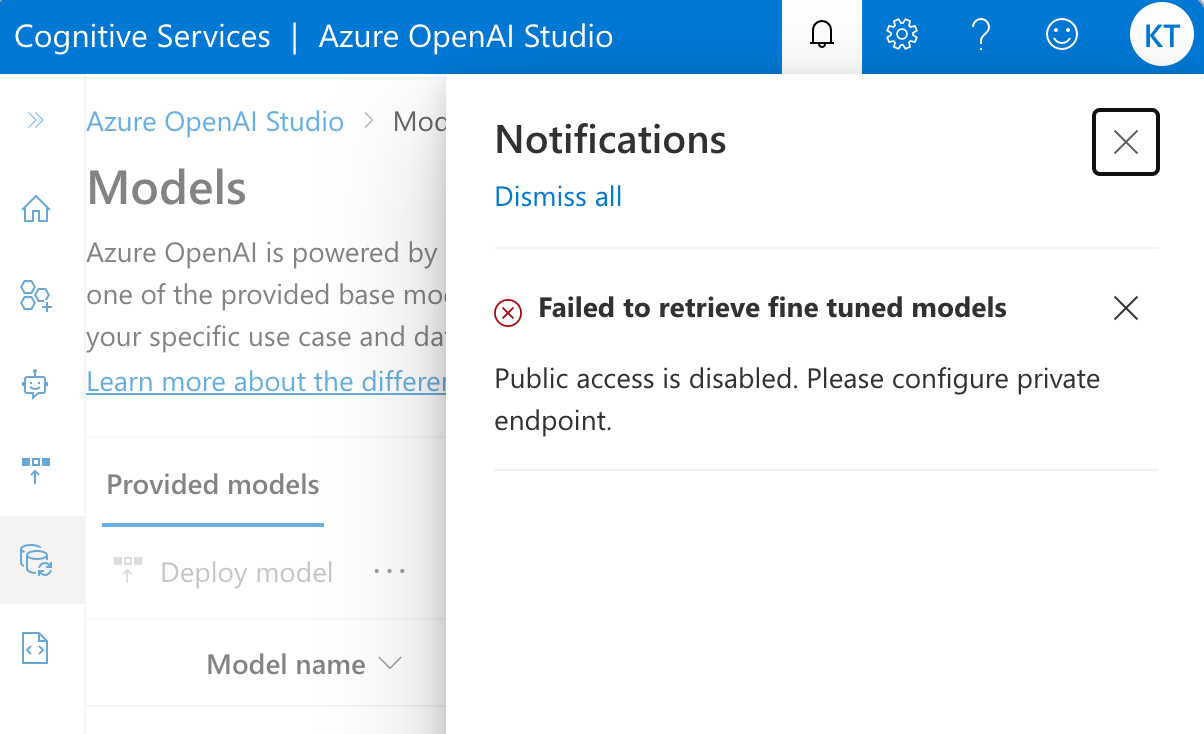 Cognitive Services | Azure OpenAI Studio
KT
Azure OpenAI Studio > Mod
Models
Azure OpenAI is powered by
one of the provided base mo
your specific use case and da
Learn more about the differe
Provided models
Deploy model ...
Model name
Notifications
Dismiss all
Failed to retrieve fine tuned models
Public access is disabled. Please configure private
endpoint.